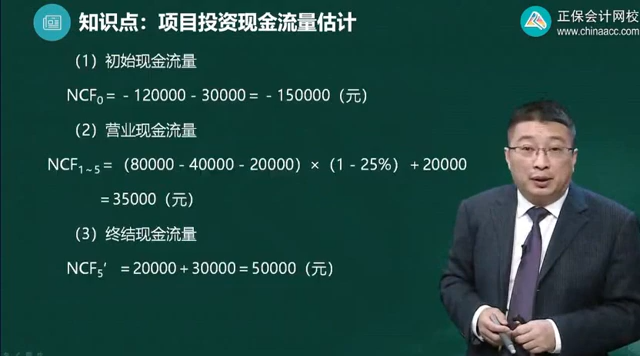 知识点：项目投资现金流量估计
正保会计网校
www.chinaacc.com
（1）初始现金流量
NCF₀＝－120000－30000＝－150000（元）
（2）营业现金流量
NCF₁~₅＝（80000－40000－20000）×（1－25%）＋20000
＝35000（元）
（3）终结现金流量
NCF₅′＝20000＋30000＝50000（元）